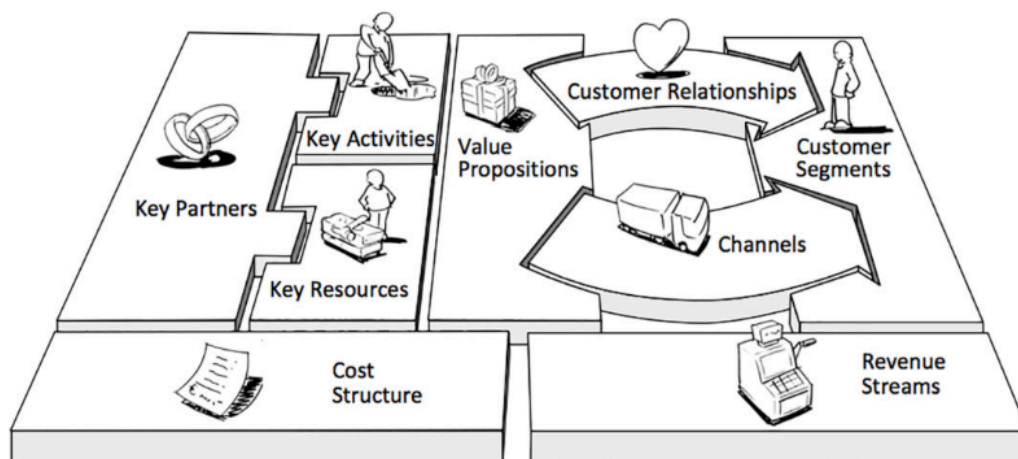 Key Partners
Key Activities
Key Resources
Value
Propositions
Customer Relationships
Channels
Customer
Segments
Cost
Structure
Revenue
Streams